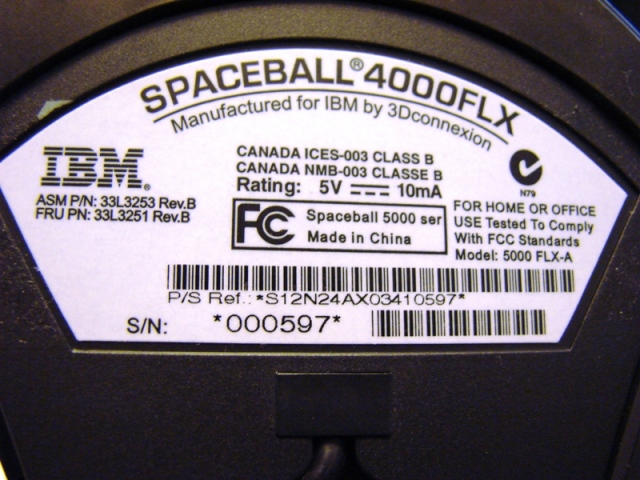 SPACEBALL®4000FLX
Manufactured for IBM by 3Dconnexion
IBM®
ASM P/N: 33L3253 Rev.B
FRU PN: 33L3251 Rev.B
CANADA ICES-003 CLASS B
CANADA NMB-003 CLASSE B
Rating: 5V 10mA
N79
FC Spaceball 5000 ser
Made in China
FOR HOME OR OFFICE
USE Tested To Comply
With FCC Standards
Model: 5000 FLX-A
P/S Ref.: *S12N24AX03410597*
S/N: *000597*